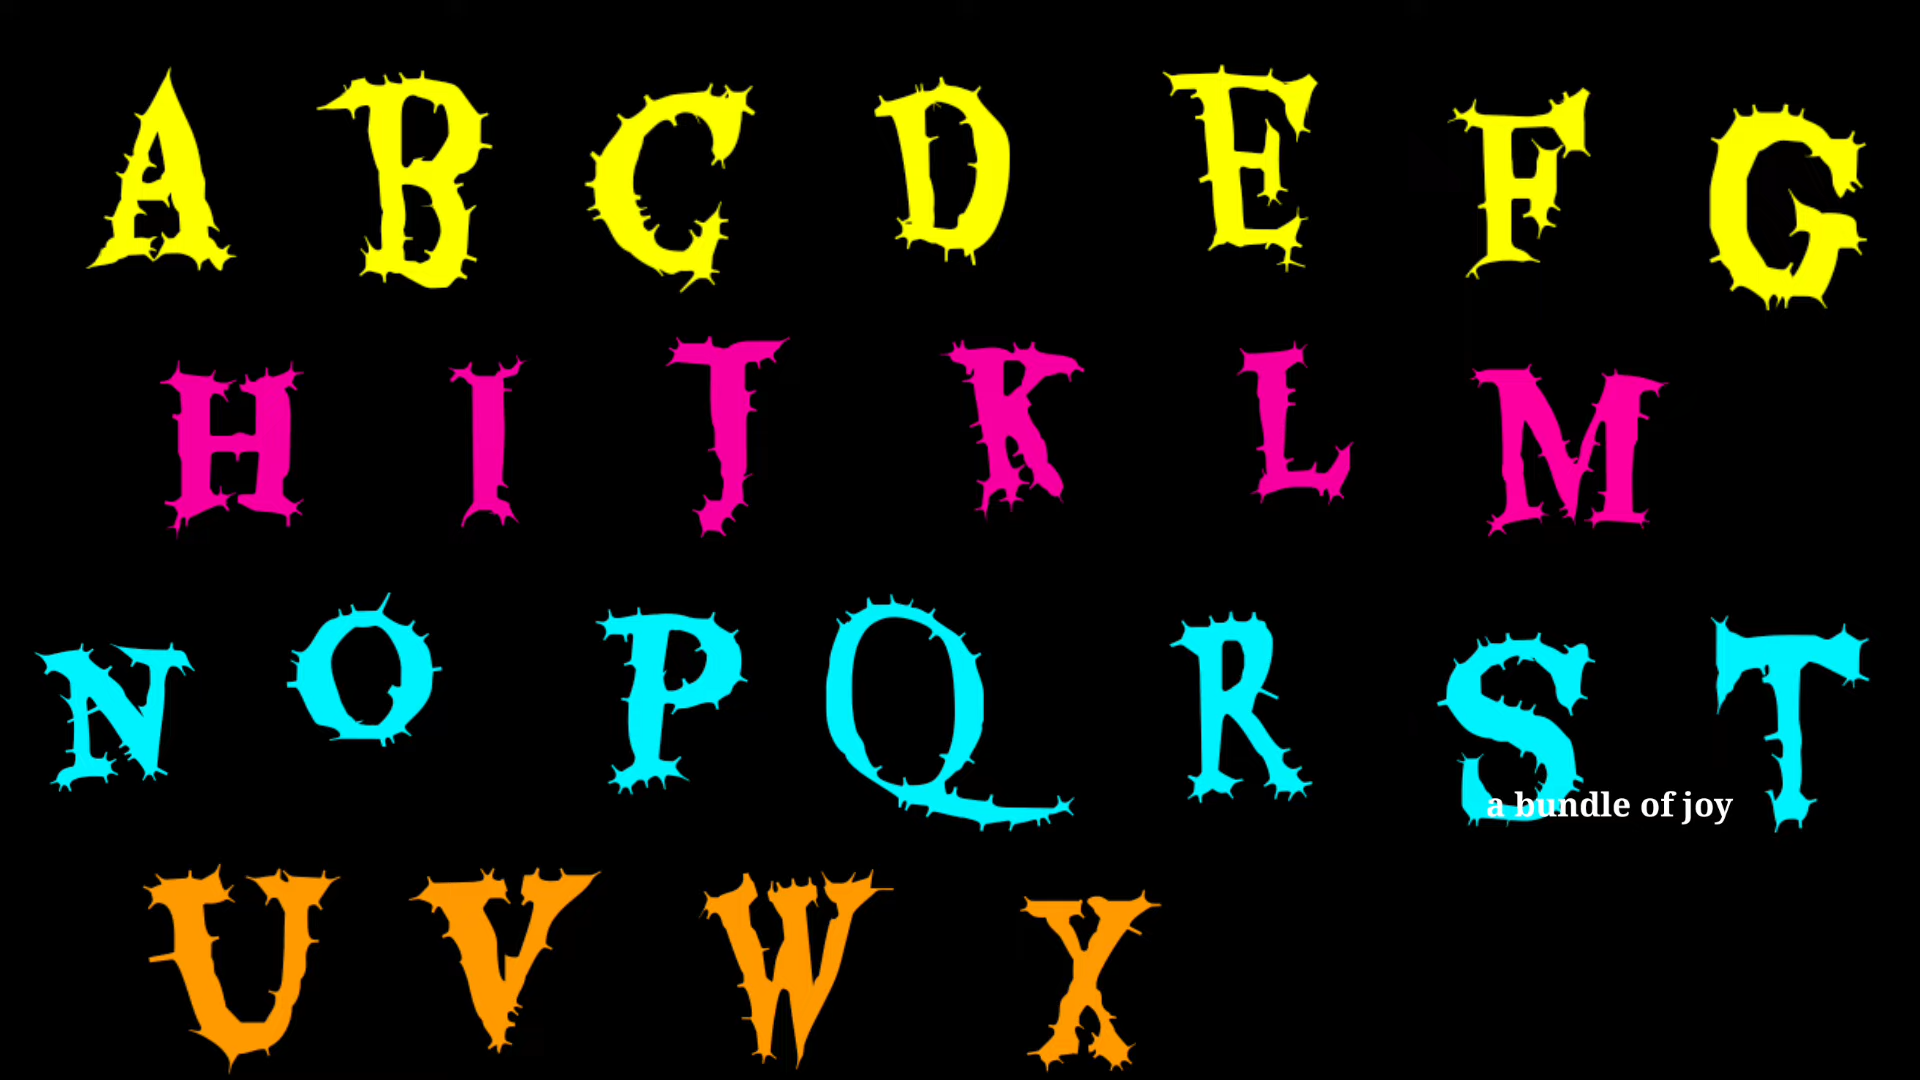 A B C D E F G
H I J K L M
N O P Q R S T
a bundle of joy
U V W X